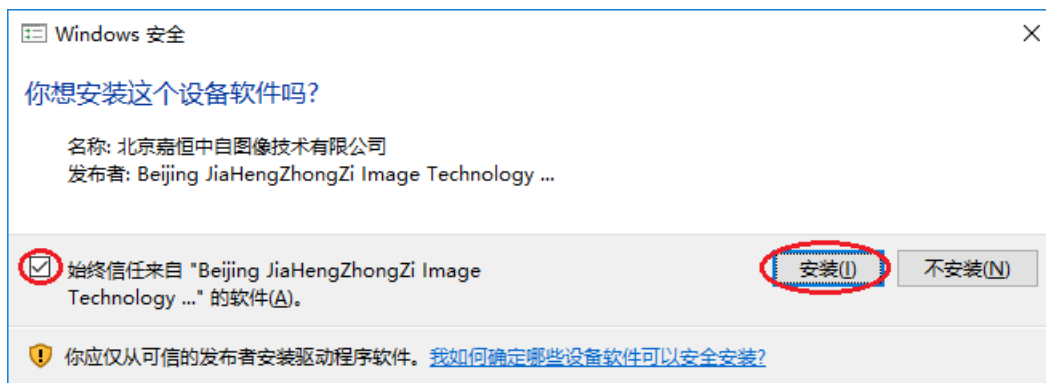 Windows 安全
你想安装这个设备软件吗?
名称: 北京嘉恒中自图像技术有限公司
发布者: Beijing JiaHengZhongZi Image Technology ...
始终信任来自 "Beijing JiaHengZhongZi Image
Technology ..." 的软件(A)。
安装(I)
不安装(N)
你应仅从可信的发布者安装驱动程序软件。我如何确定哪些设备软件可以安全安装?